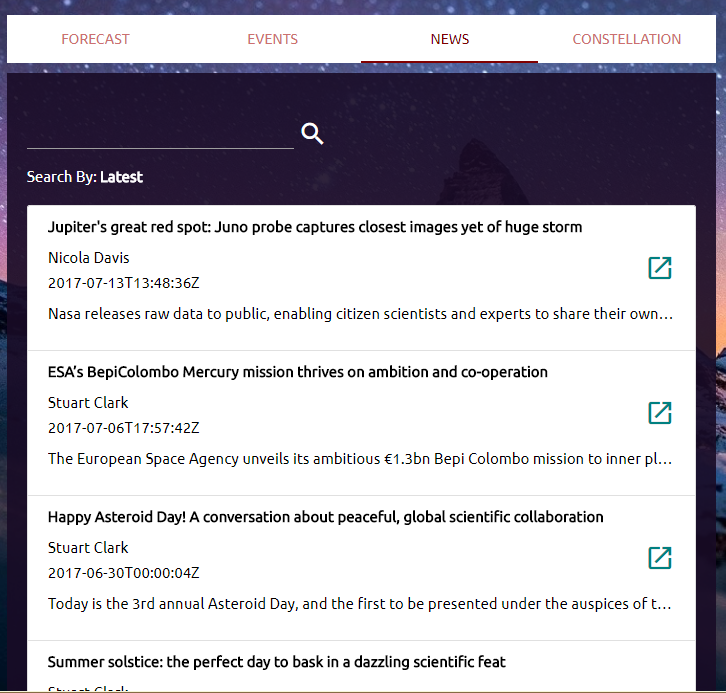 FORECAST EVENTS NEWS CONSTELLATION
Search By: Latest
Jupiter's great red spot: Juno probe captures closest images yet of huge storm
Nicola Davis
2017-07-13T13:48:36Z
Nasa releases raw data to public, enabling citizen scientists and experts to share their own…
ESA’s BepiColombo Mercury mission thrives on ambition and co-operation
Stuart Clark
2017-07-06T17:57:42Z
The European Space Agency unveils its ambitious €1.3bn Bepi Colombo mission to inner pl…
Happy Asteroid Day! A conversation about peaceful, global scientific collaboration
Stuart Clark
2017-06-30T00:00:04Z
Today is the 3rd annual Asteroid Day, and the first to be presented under the auspices of t…
Summer solstice: the perfect day to bask in a dazzling scientific feat
Stuart Clark